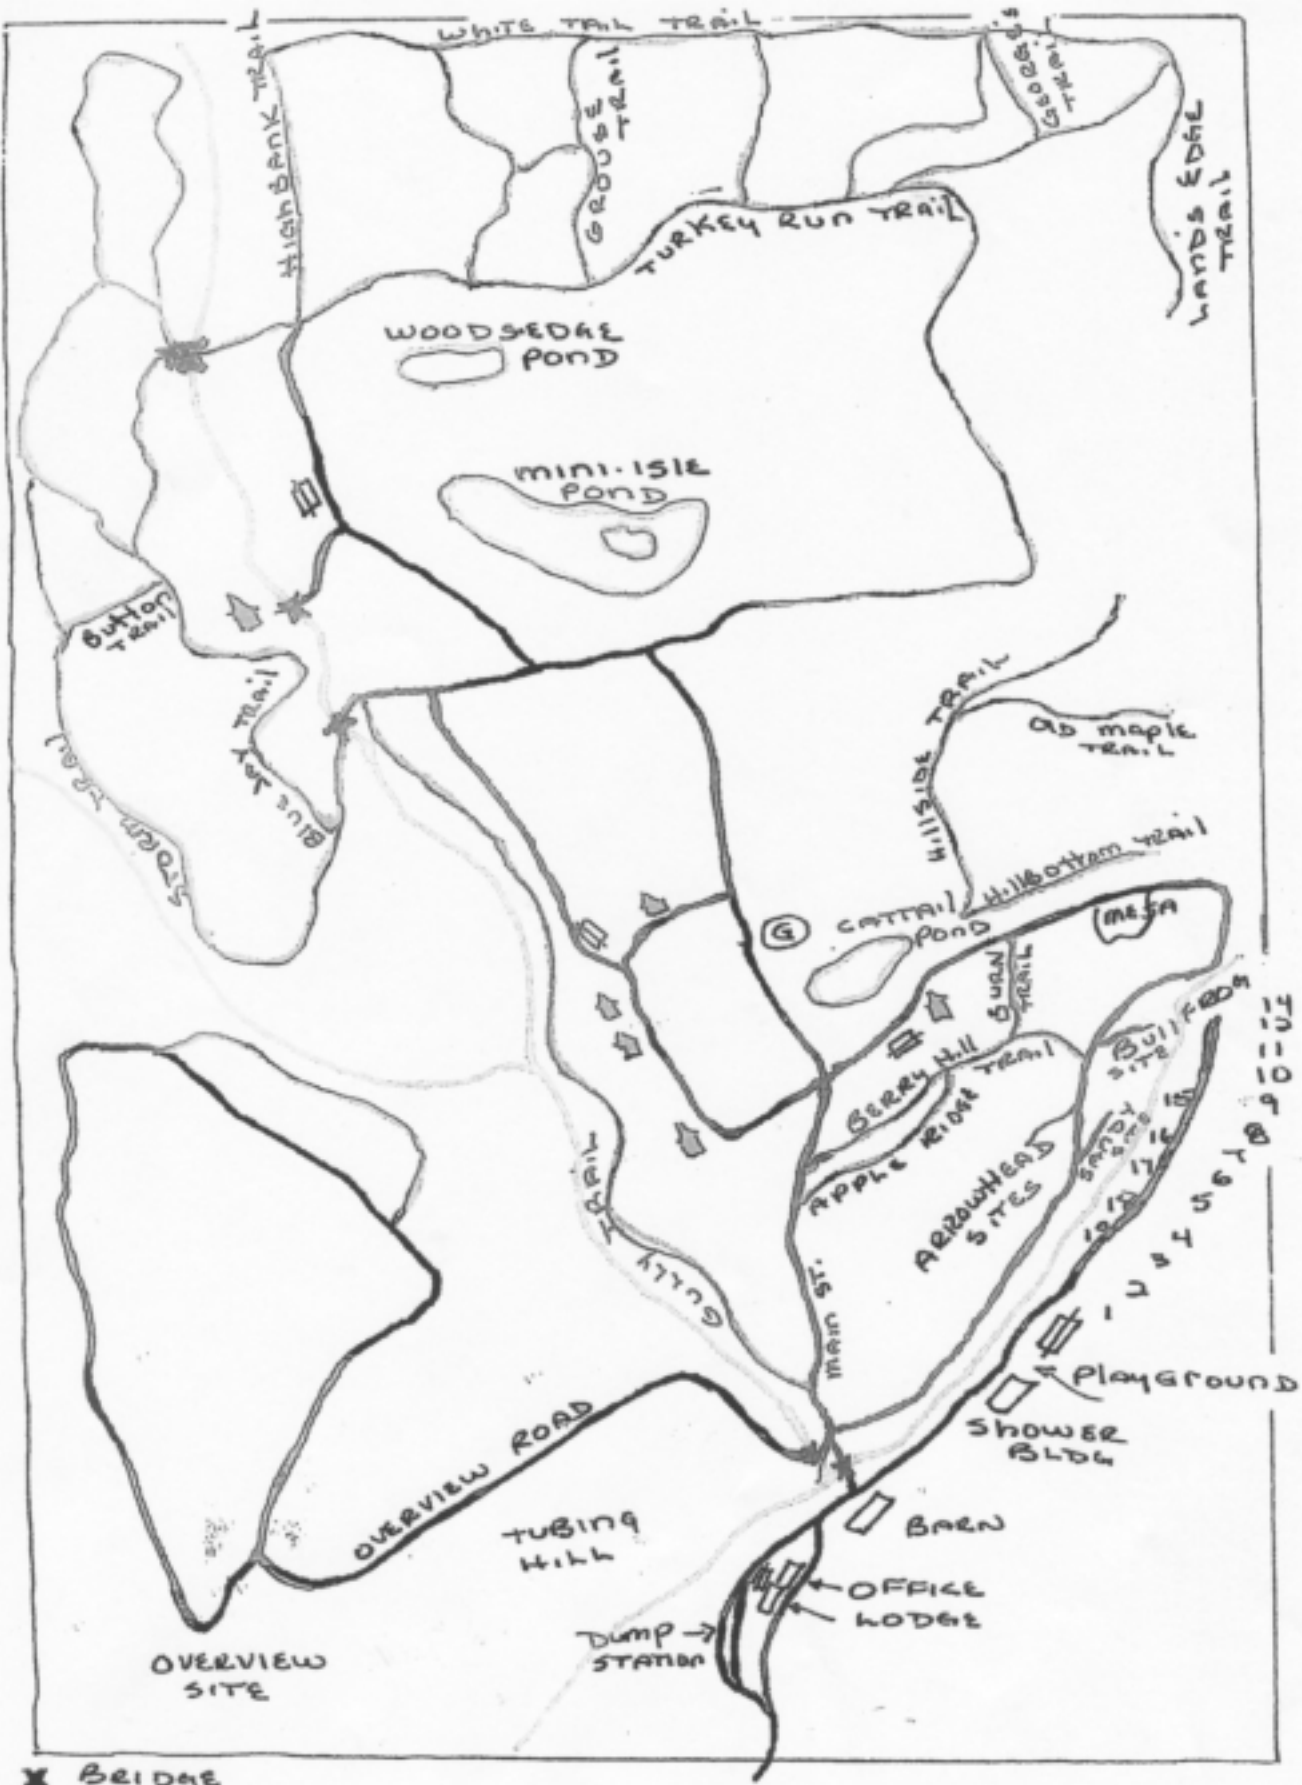 WHITE TAIL TRAIL
GEORGE'S
TRAIL
HIGHBANK TRAIL
GROUSE
TRAIL
LANDS EDGE
TRAIL
TURKEY RUN TRAIL
WOODSEDGE
POND
MINI-ISLE
POND
Button
TRAIL
BLUE JAY TRAIL
STORM TRAIL
HILLSIDE TRAIL
OLD MAPLE
TRAIL
HILLBOTTOM TRAIL
G
CATTAIL
POND
MESA
BURN
TRAIL
BULLFROG
SITE
BERRY HILL
TRAIL
APPLE RIDGE
SANDY
SITES
ARROWHEAD
SITES
14
11
10
9
8
7
6
5
4
3
2
1
15
16
17
18
19
GULLY TRAIL
MAIN ST.
PLAYGROUND
SHOWER
BLDG
OVERVIEW ROAD
TUBING
HILL
BARN
OFFICE
LODGE
DUMP
STATION
OVERVIEW
SITE
X BRIDGE